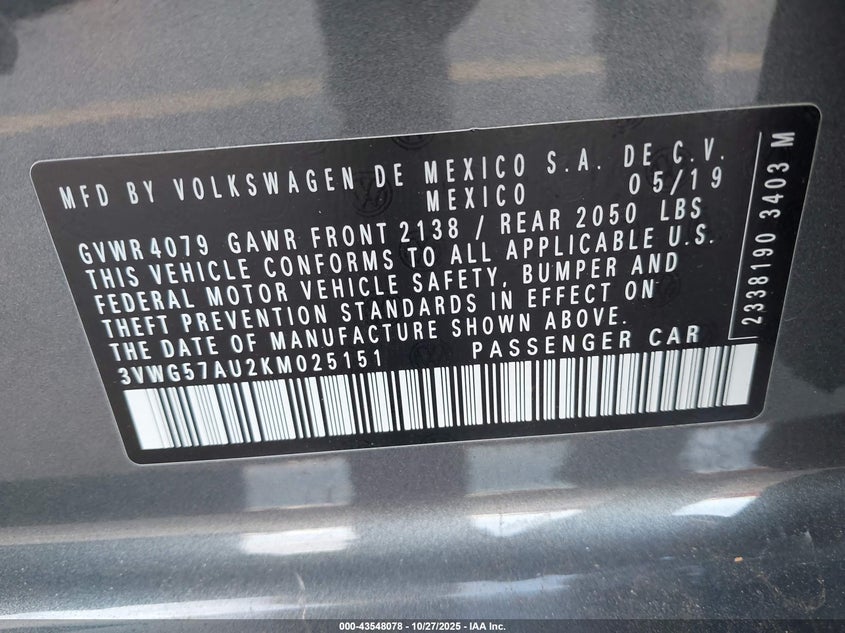 MFD BY VOLKSWAGEN DE MEXICO S.A. DE C.V.
MEXICO 05/19
GVWR 4079 GAWR FRONT 2138 / REAR 2050 LBS
THIS VEHICLE CONFORMS TO ALL APPLICABLE U.S.
FEDERAL MOTOR VEHICLE SAFETY, BUMPER AND
THEFT PREVENTION STANDARDS IN EFFECT ON
THE DATE OF MANUFACTURE SHOWN ABOVE.
3VWG57AU2KM025151 PASSENGER CAR
2338190 3403 M
000-43548078 - 10/27/2025 - IAA Inc.